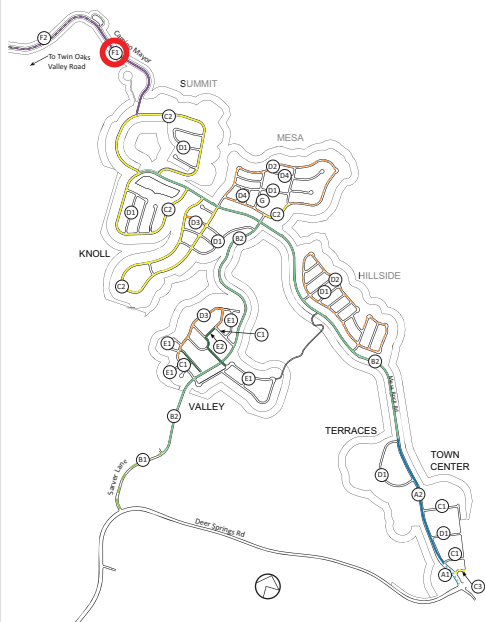 F2
F1
Camino Mayor
To Twin Oaks
Valley Road
SUMMIT
C2
D1
MESA
D2
D4
D1
D4
G
C2
D1
C2
D3
D1
B2
KNOLL
C2
HILLSIDE
D2
D1
D3
E1
C1
E1
E2
C1
E1
E1
B2
VALLEY
B2
TERRACES
TOWN
CENTER
B1
Sarver Lane
D1
A2
C1
D1
C1
A1
C3
Deer Springs Rd